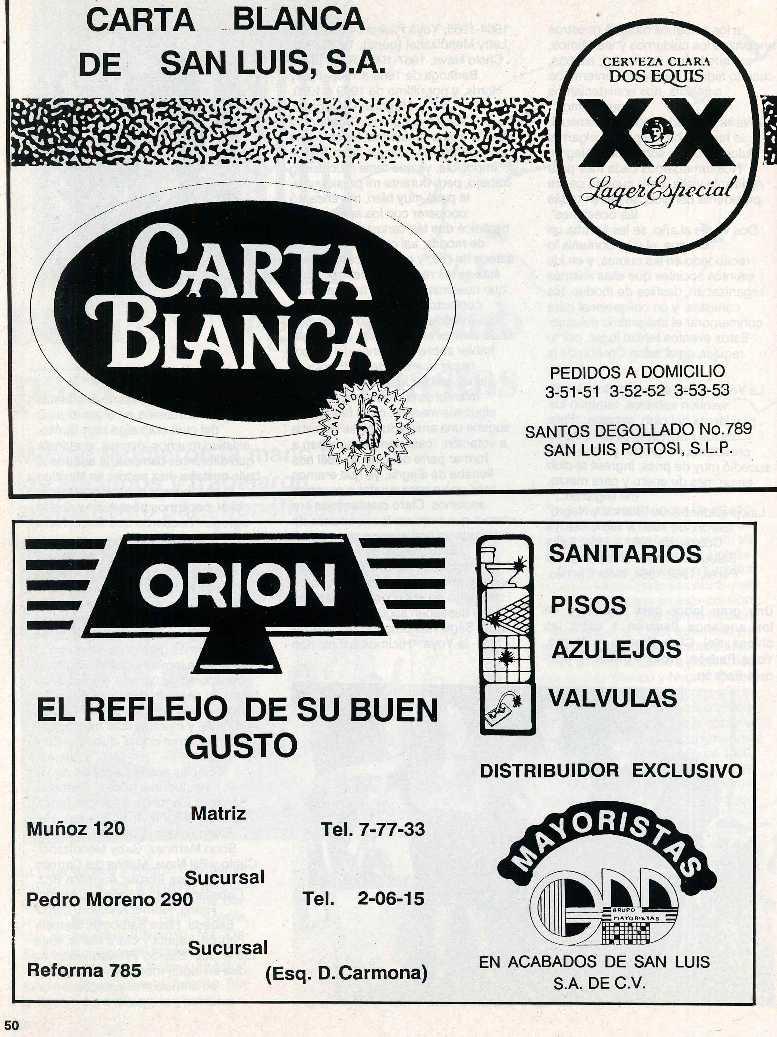 CARTA BLANCA
DE SAN LUIS, S.A.
CERVEZA CLARA
DOS EQUIS
XX
Lager Especial
CARTA
BLANCA
CALIDAD PREMIADA
CERTIFICADA
PEDIDOS A DOMICILIO
3-51-51 3-52-52 3-53-53
SANTOS DEGOLLADO No.789
SAN LUIS POTOSI, S.L.P.
ORION
EL REFLEJO DE SU BUEN
GUSTO
Matriz
Muñoz 120 Tel. 7-77-33
Sucursal
Pedro Moreno 290 Tel. 2-06-15
Sucursal
Reforma 785 (Esq. D. Carmona)
SANITARIOS
PISOS
AZULEJOS
VALVULAS
DISTRIBUIDOR EXCLUSIVO
MAYORISTAS
GRUPO
MAYORISTAS
EN ACABADOS DE SAN LUIS
S.A. DE C.V.
50